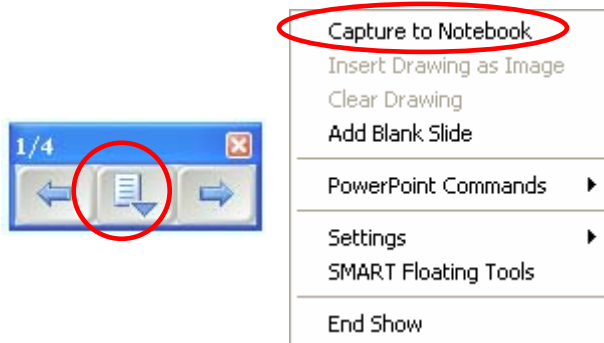 1/4
Capture to Notebook
Insert Drawing as Image
Clear Drawing
Add Blank Slide
PowerPoint Commands
Settings
SMART Floating Tools
End Show